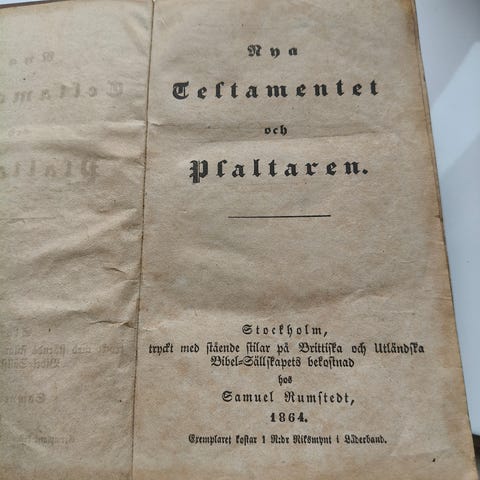 Nya
Testamentet
och
Psaltaren.
Stockholm,
tryckt med stående stilar på Brittiska och Utländska
Bibel-Sällskapets bekostnad
hos
Samuel Rumstedt,
1864.
Exemplaret kostar 1 R:dr Riksmynt i Läderband.